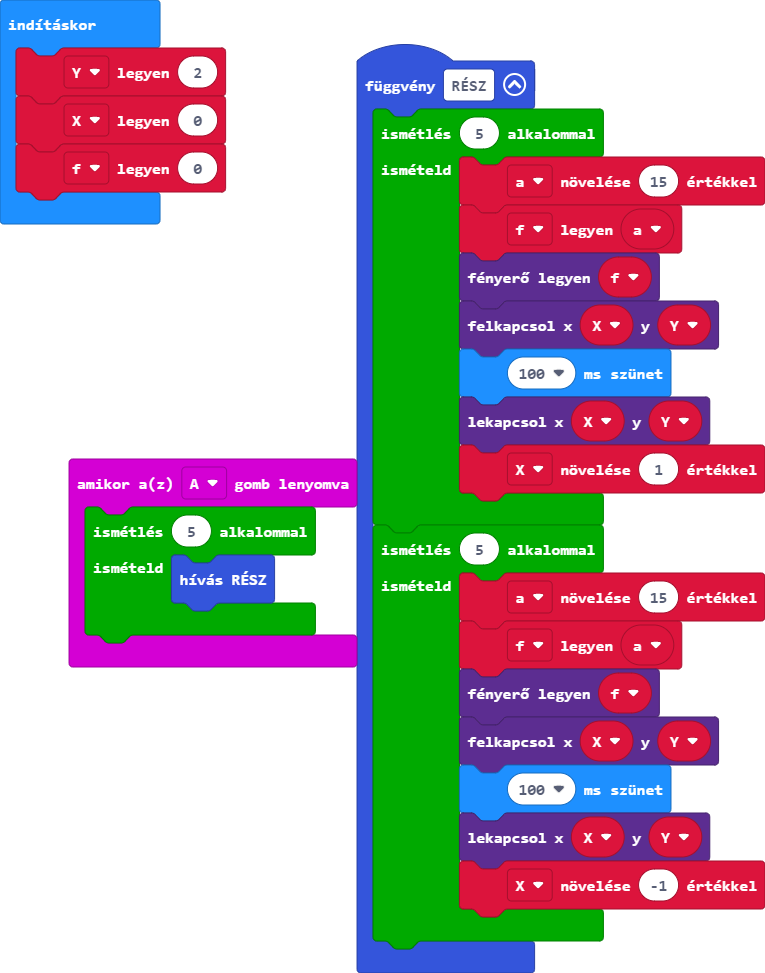 indításkor
Y legyen 2
X legyen 0
f legyen 0
függvény RÉSZ
ismétlés 5 alkalommal
ismételd
a növelése 15 értékkel
f legyen a
fényerő legyen f
felkapcsol x X y Y
100 ms szünet
lekapcsol x X y Y
X növelése 1 értékkel
ismétlés 5 alkalommal
ismételd
a növelése 15 értékkel
f legyen a
fényerő legyen f
felkapcsol x X y Y
100 ms szünet
lekapcsol x X y Y
X növelése -1 értékkel
amikor a(z) A gomb lenyomva
ismétlés 5 alkalommal
ismételd
hívás RÉSZ